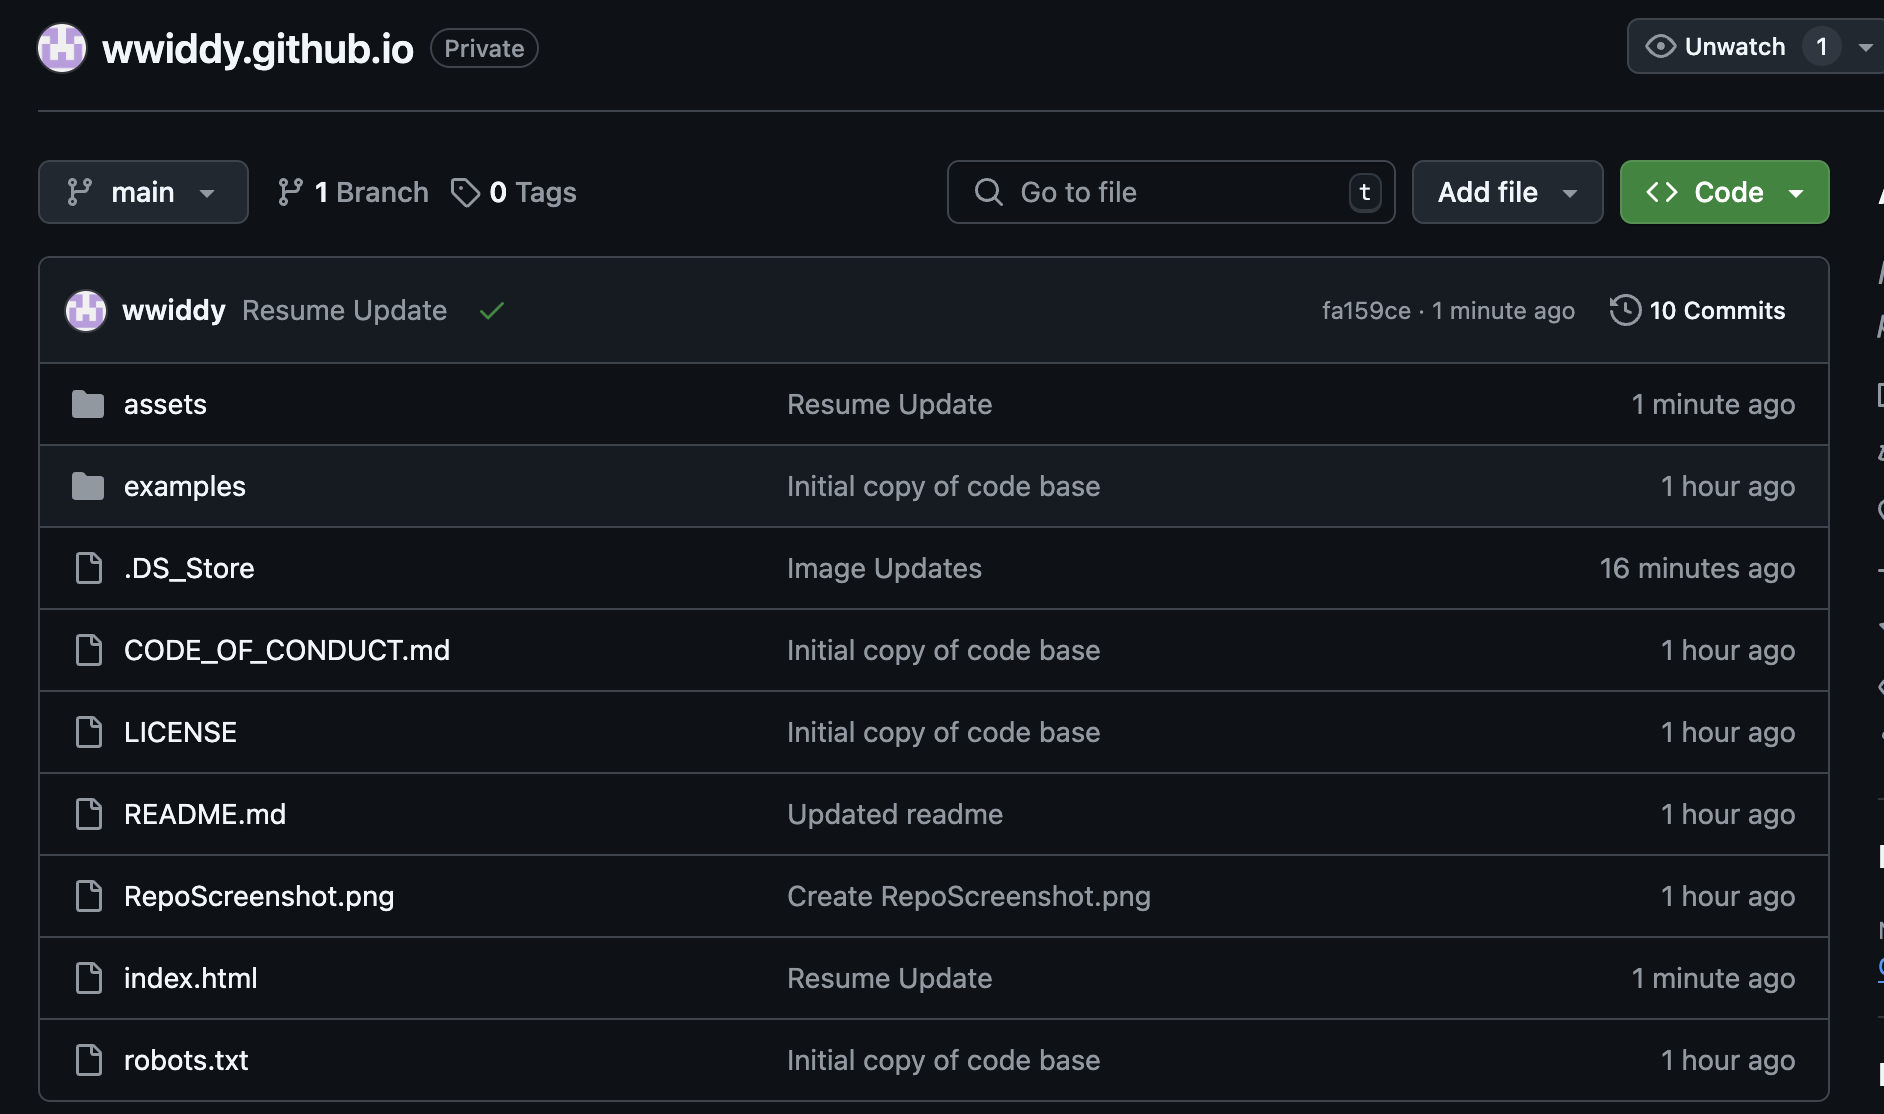 wwiddy.github.io Private Unwatch 1
main 1 Branch 0 Tags Go to file t Add file Code
wwiddy Resume Update fa159ce · 1 minute ago 10 Commits
assets Resume Update 1 minute ago
examples Initial copy of code base 1 hour ago
.DS_Store Image Updates 16 minutes ago
CODE_OF_CONDUCT.md Initial copy of code base 1 hour ago
LICENSE Initial copy of code base 1 hour ago
README.md Updated readme 1 hour ago
RepoScreenshot.png Create RepoScreenshot.png 1 hour ago
index.html Resume Update 1 minute ago
robots.txt Initial copy of code base 1 hour ago